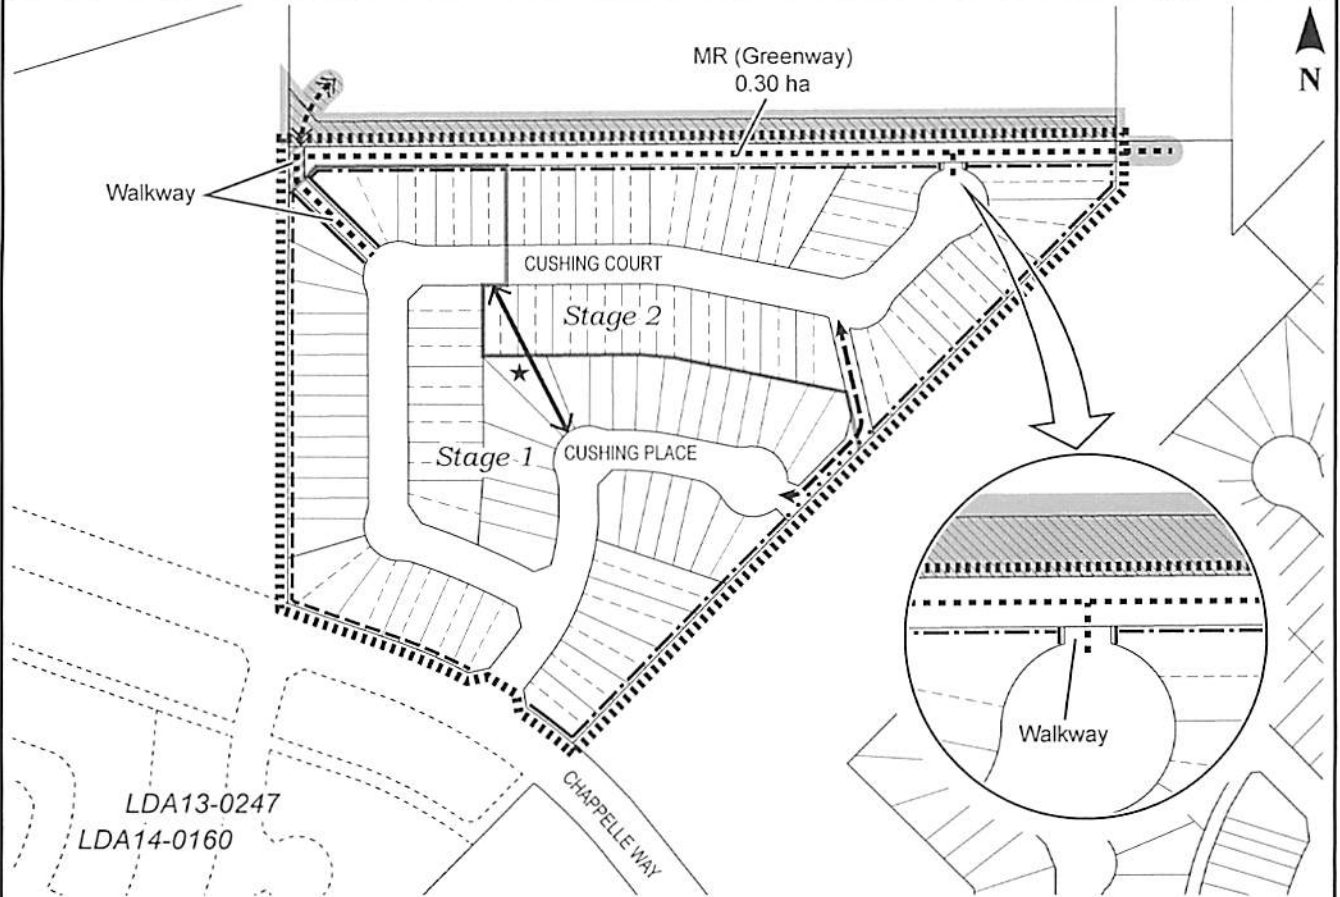 MR (Greenway)
0.30 ha
N
Walkway
CUSHING COURT
Stage 2
★
Stage 1
CUSHING PLACE
Walkway
LDA13-0247
LDA14-0160
CHAPPELLE WAY